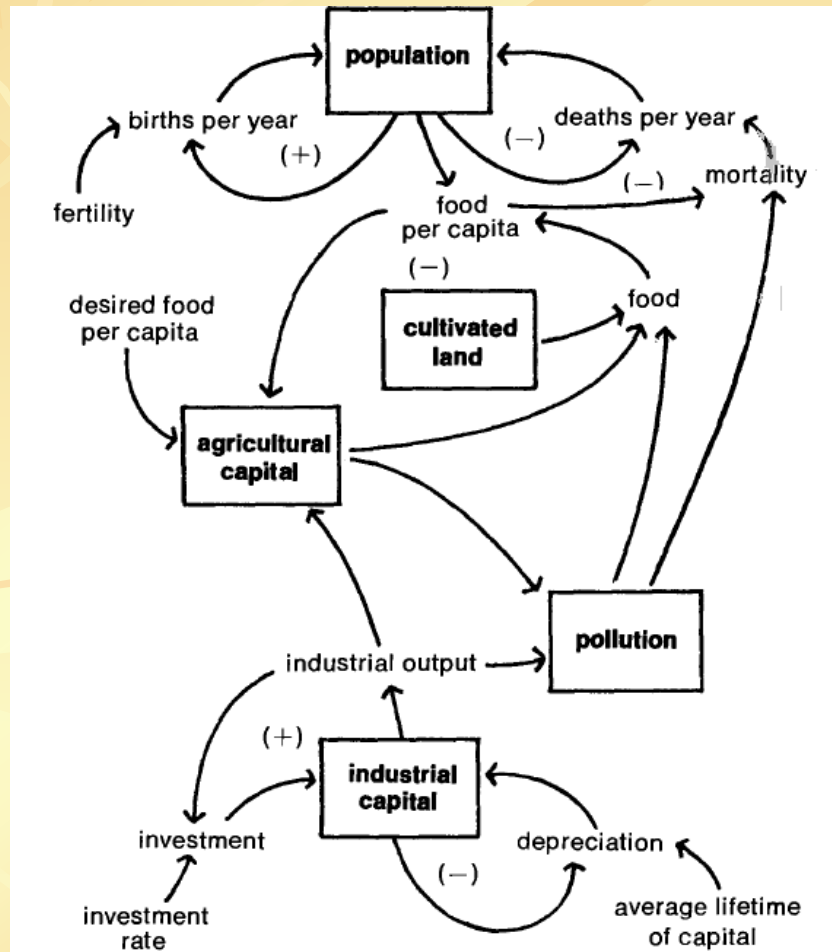 population
births per year
deaths per year
(+)
(−)
(−)
mortality
fertility
food
per capita
(−)
desired food
per capita
food
cultivated
land
agricultural
capital
pollution
industrial output
(+)
industrial
capital
investment
depreciation
(−)
investment
rate
average lifetime
of capital